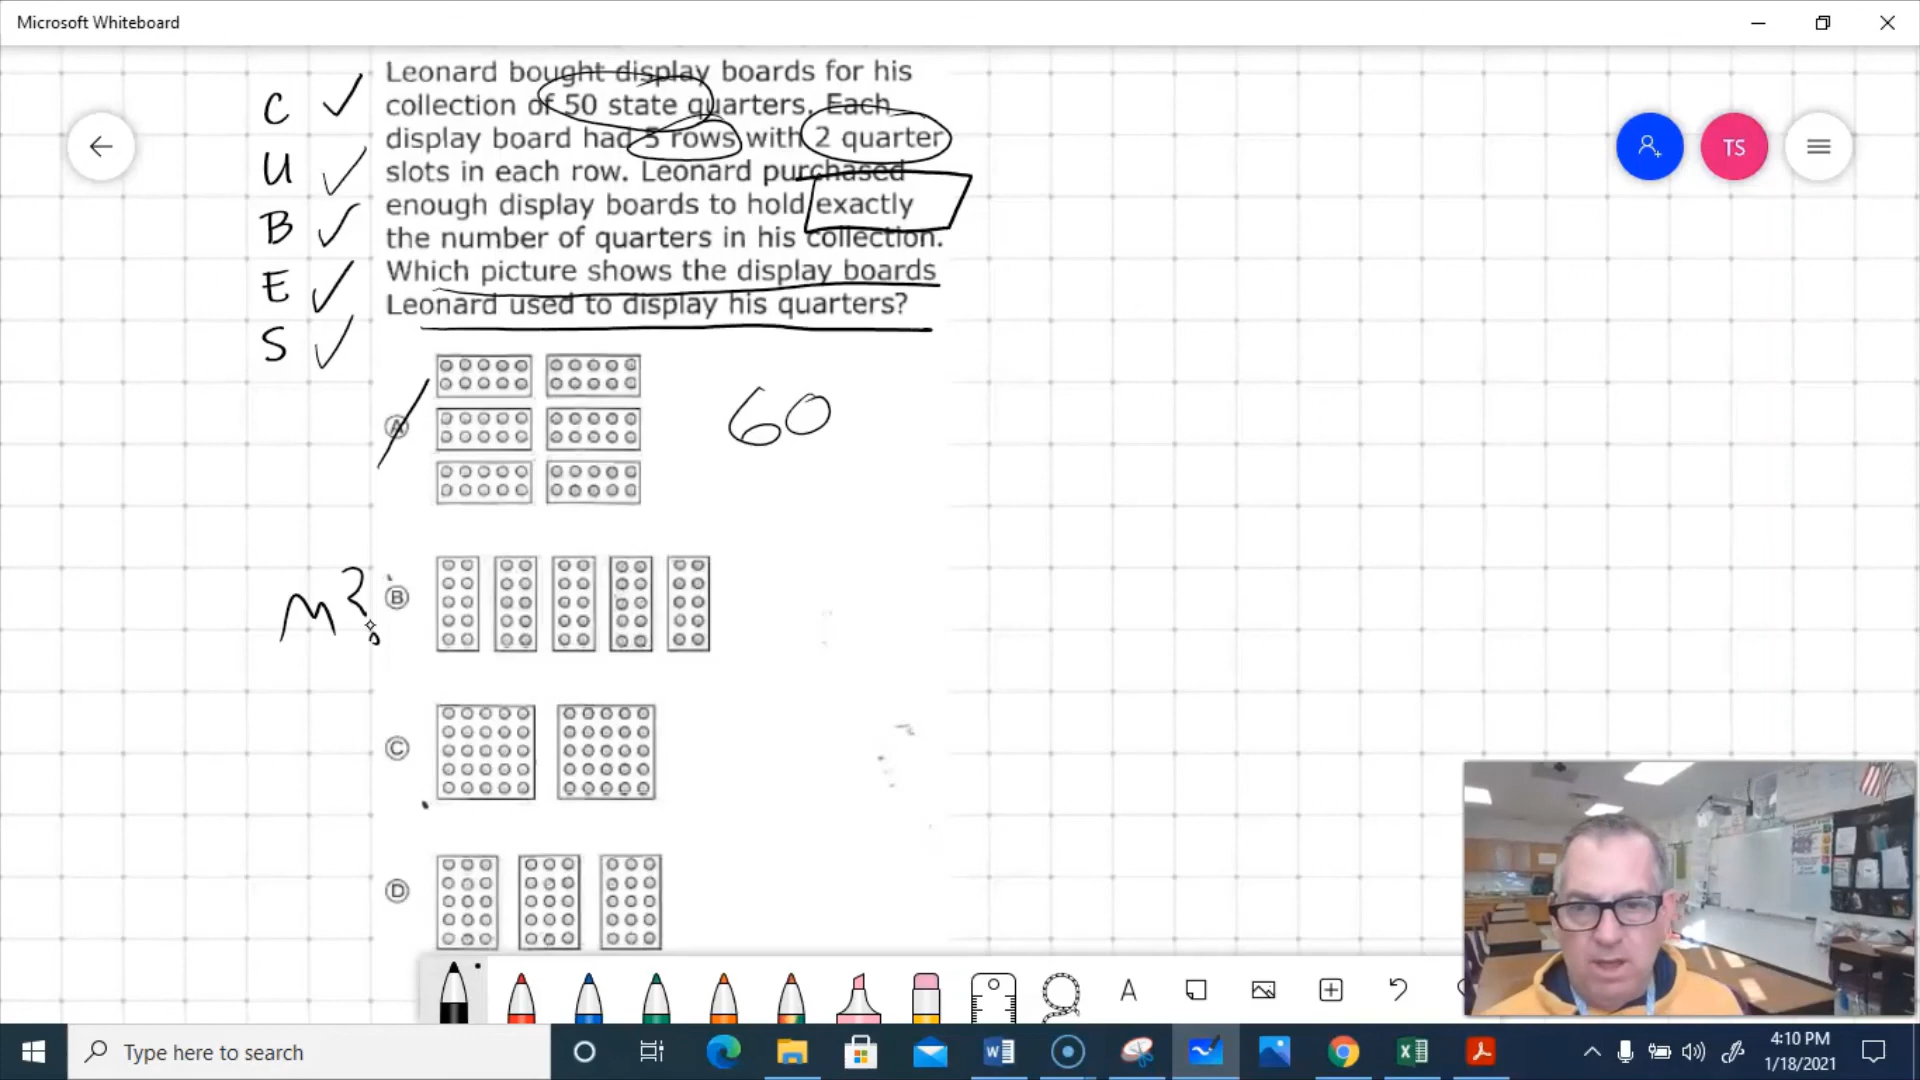 Microsoft Whiteboard
Leonard bought display boards for his
collection of 50 state quarters. Each
display board had 5 rows with 2 quarter
slots in each row. Leonard purchased
enough display boards to hold exactly
the number of quarters in his collection.
Which picture shows the display boards
Leonard used to display his quarters?
C
U
B
E
S
TS
A
60
M?
B
C
D
A
Type here to search
4:10 PM
1/18/2021